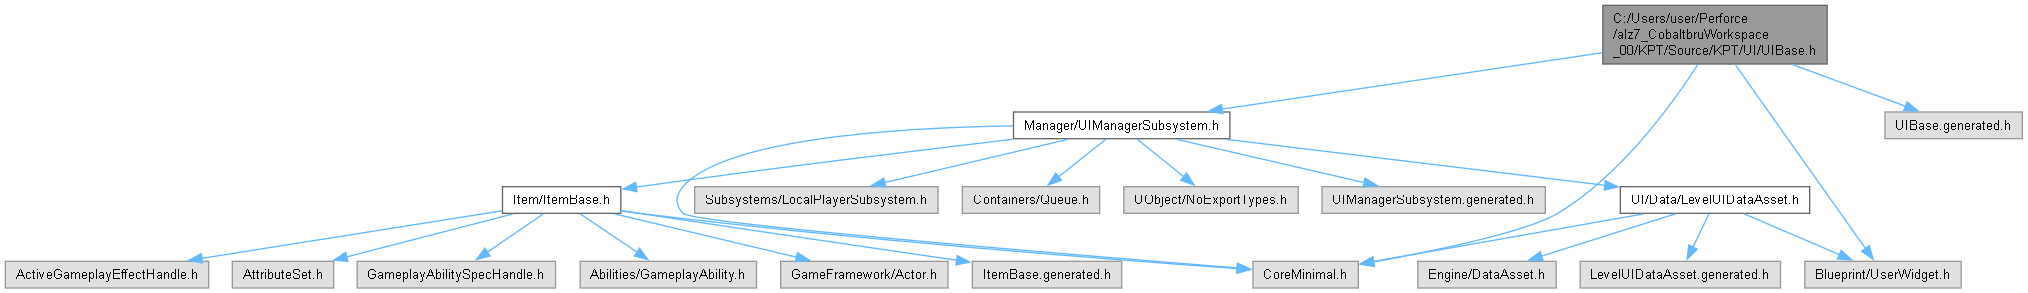 C:/Users/user/Perforce
/alz7_CobaltbruWorkspace
_00/KPT/Source/KPT/UI/UIBase.h
Manager/UIManagerSubsystem.h
UIBase.generated.h
Item/ItemBase.h
Subsystems/LocalPlayerSubsystem.h
Containers/Queue.h
UObject/NoExportTypes.h
UIManagerSubsystem.generated.h
UI/Data/LevelUIDataAsset.h
ActiveGameplayEffectHandle.h
AttributeSet.h
GameplayAbilitySpecHandle.h
Abilities/GameplayAbility.h
GameFramework/Actor.h
ItemBase.generated.h
CoreMinimal.h
Engine/DataAsset.h
LevelUIDataAsset.generated.h
Blueprint/UserWidget.h